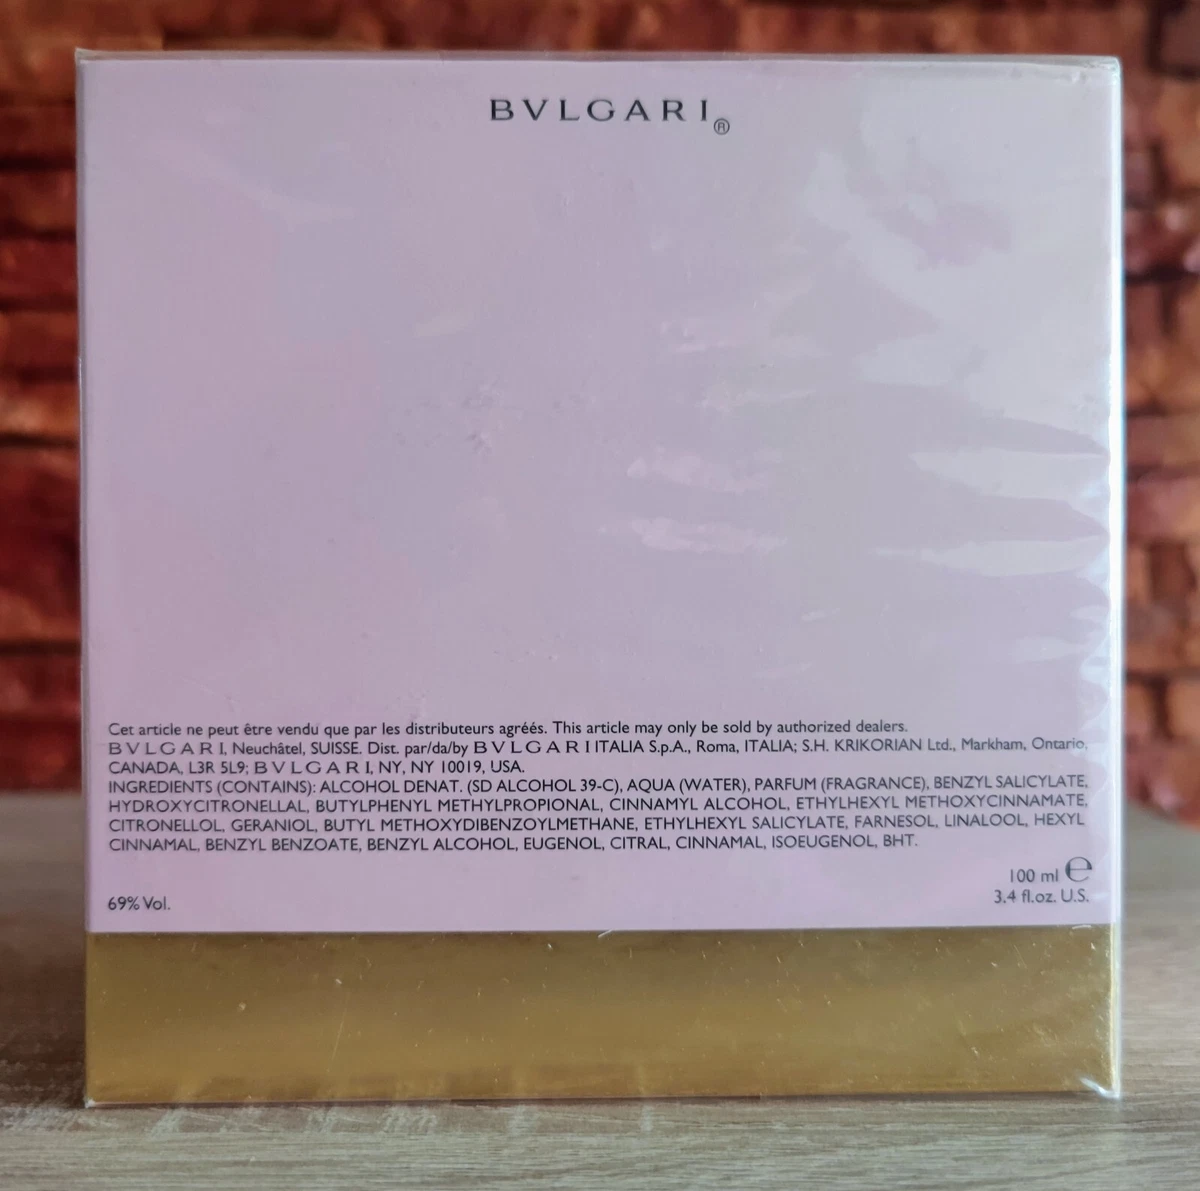 BVLGARI®
Cet article ne peut être vendu que par les distributeurs agréés. This article may only be sold by authorized dealers.
BVLGARI, Neuchâtel, SUISSE. Dist. par/da/by BVLGARI ITALIA S.p.A., Roma, ITALIA; S.H. KRIKORIAN Ltd., Markham, Ontario,
CANADA, L3R 5L9; BVLGARI, NY, NY 10019, USA.
INGREDIENTS (CONTAINS): ALCOHOL DENAT. (SD ALCOHOL 39-C), AQUA (WATER), PARFUM (FRAGRANCE), BENZYL SALICYLATE,
HYDROXYCITRONELLAL, BUTYLPHENYL METHYLPROPIONAL, CINNAMYL ALCOHOL, ETHYLHEXYL METHOXYCINNAMATE,
CITRONELLOL, GERANIOL, BUTYL METHOXYDIBENZOYLMETHANE, ETHYLHEXYL SALICYLATE, FARNESOL, LINALOOL, HEXYL
CINNAMAL, BENZYL BENZOATE, BENZYL ALCOHOL, EUGENOL, CITRAL, CINNAMAL, ISOEUGENOL, BHT.
100 ml ℮
69% Vol.
3.4 fl.oz. U.S.